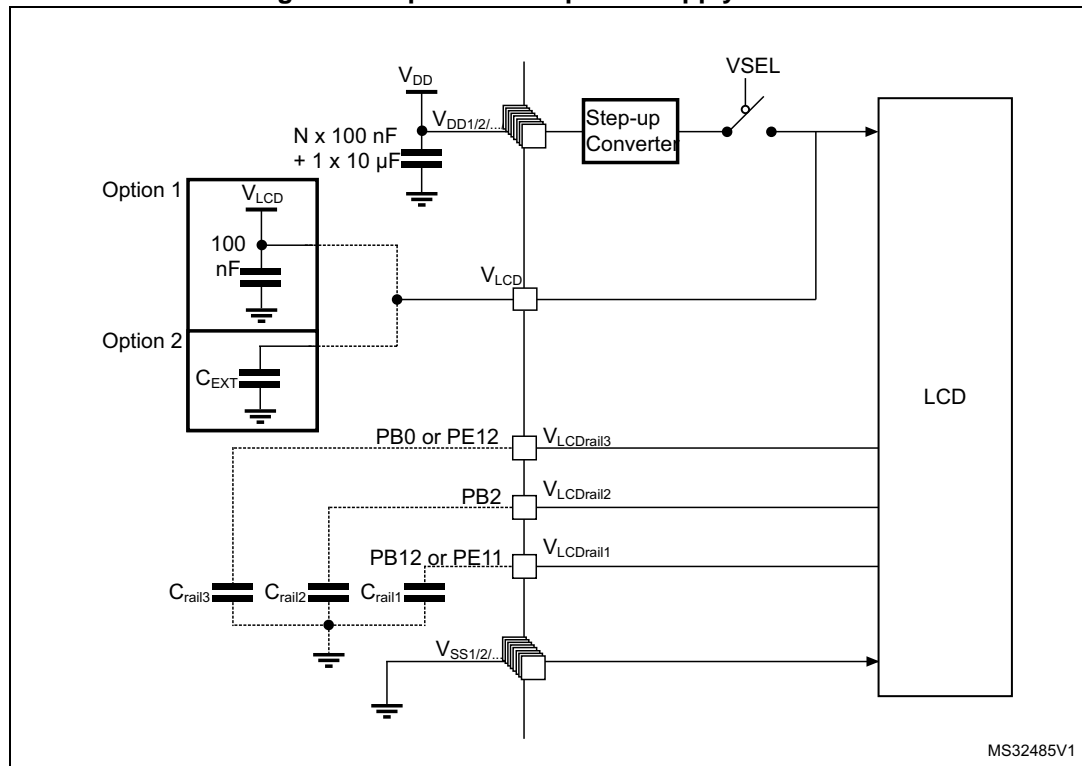 VDD
VSEL
VDD1/2/...
Step-up
Converter
N x 100 nF
+ 1 x 10 µF
Option 1
VLCD
100
nF
VLCD
Option 2
CEXT
LCD
PB0 or PE12
VLCDrail3
PB2
VLCDrail2
PB12 or PE11
VLCDrail1
Crail3
Crail2
Crail1
VSS1/2/...
MS32485V1